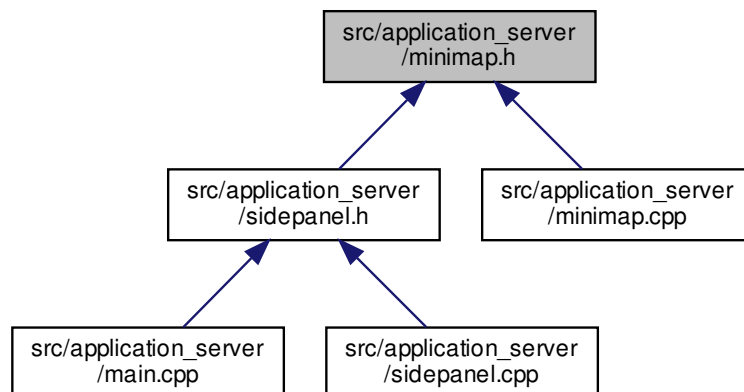 src/application_server
/minimap.h
src/application_server
/sidepanel.h
src/application_server
/minimap.cpp
src/application_server
/main.cpp
src/application_server
/sidepanel.cpp